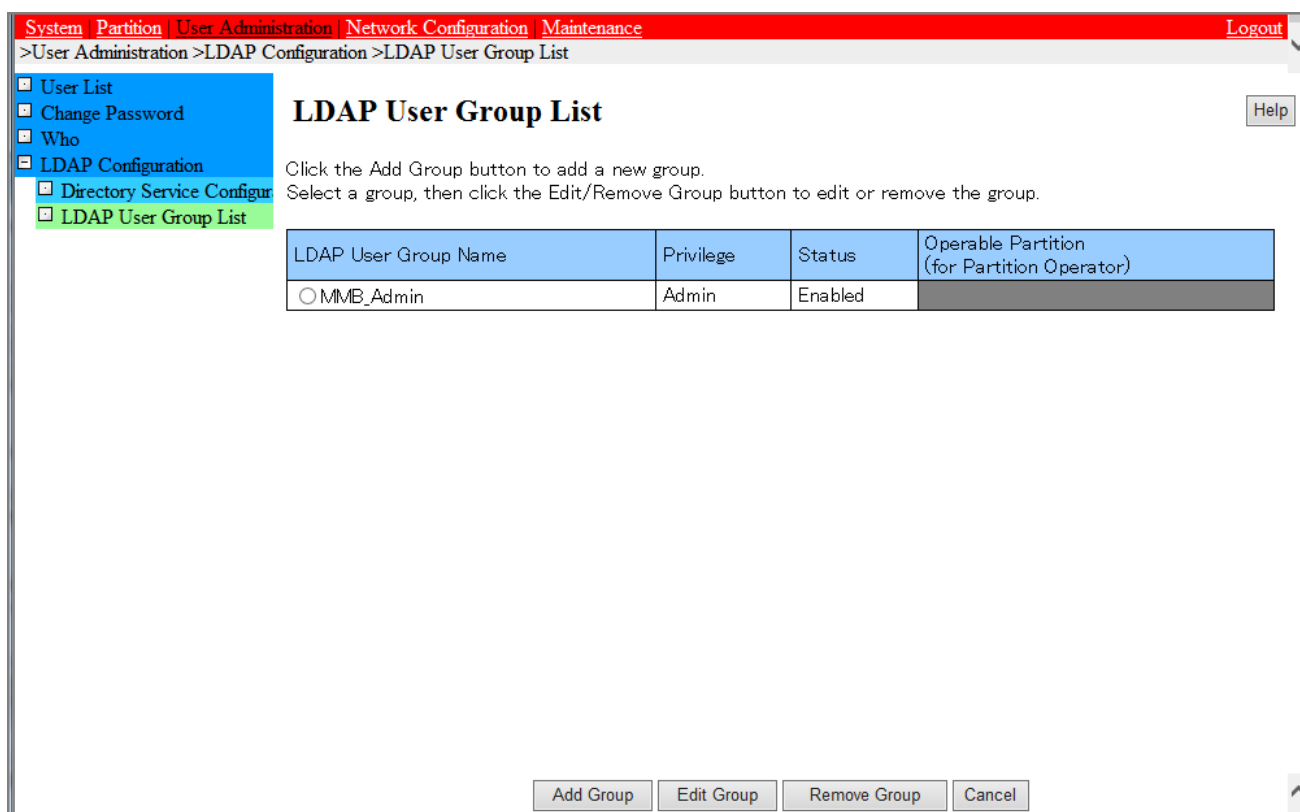 System | Partition | User Administration | Network Configuration | Maintenance Logout
>User Administration >LDAP Configuration >LDAP User Group List
User List
Change Password
Who
LDAP Configuration
Directory Service Configur
LDAP User Group List
LDAP User Group List
Help
Click the Add Group button to add a new group.
Select a group, then click the Edit/Remove Group button to edit or remove the group.
LDAP User Group Name Privilege Status Operable Partition
(for Partition Operator)
MMB_Admin Admin Enabled
Add Group Edit Group Remove Group Cancel